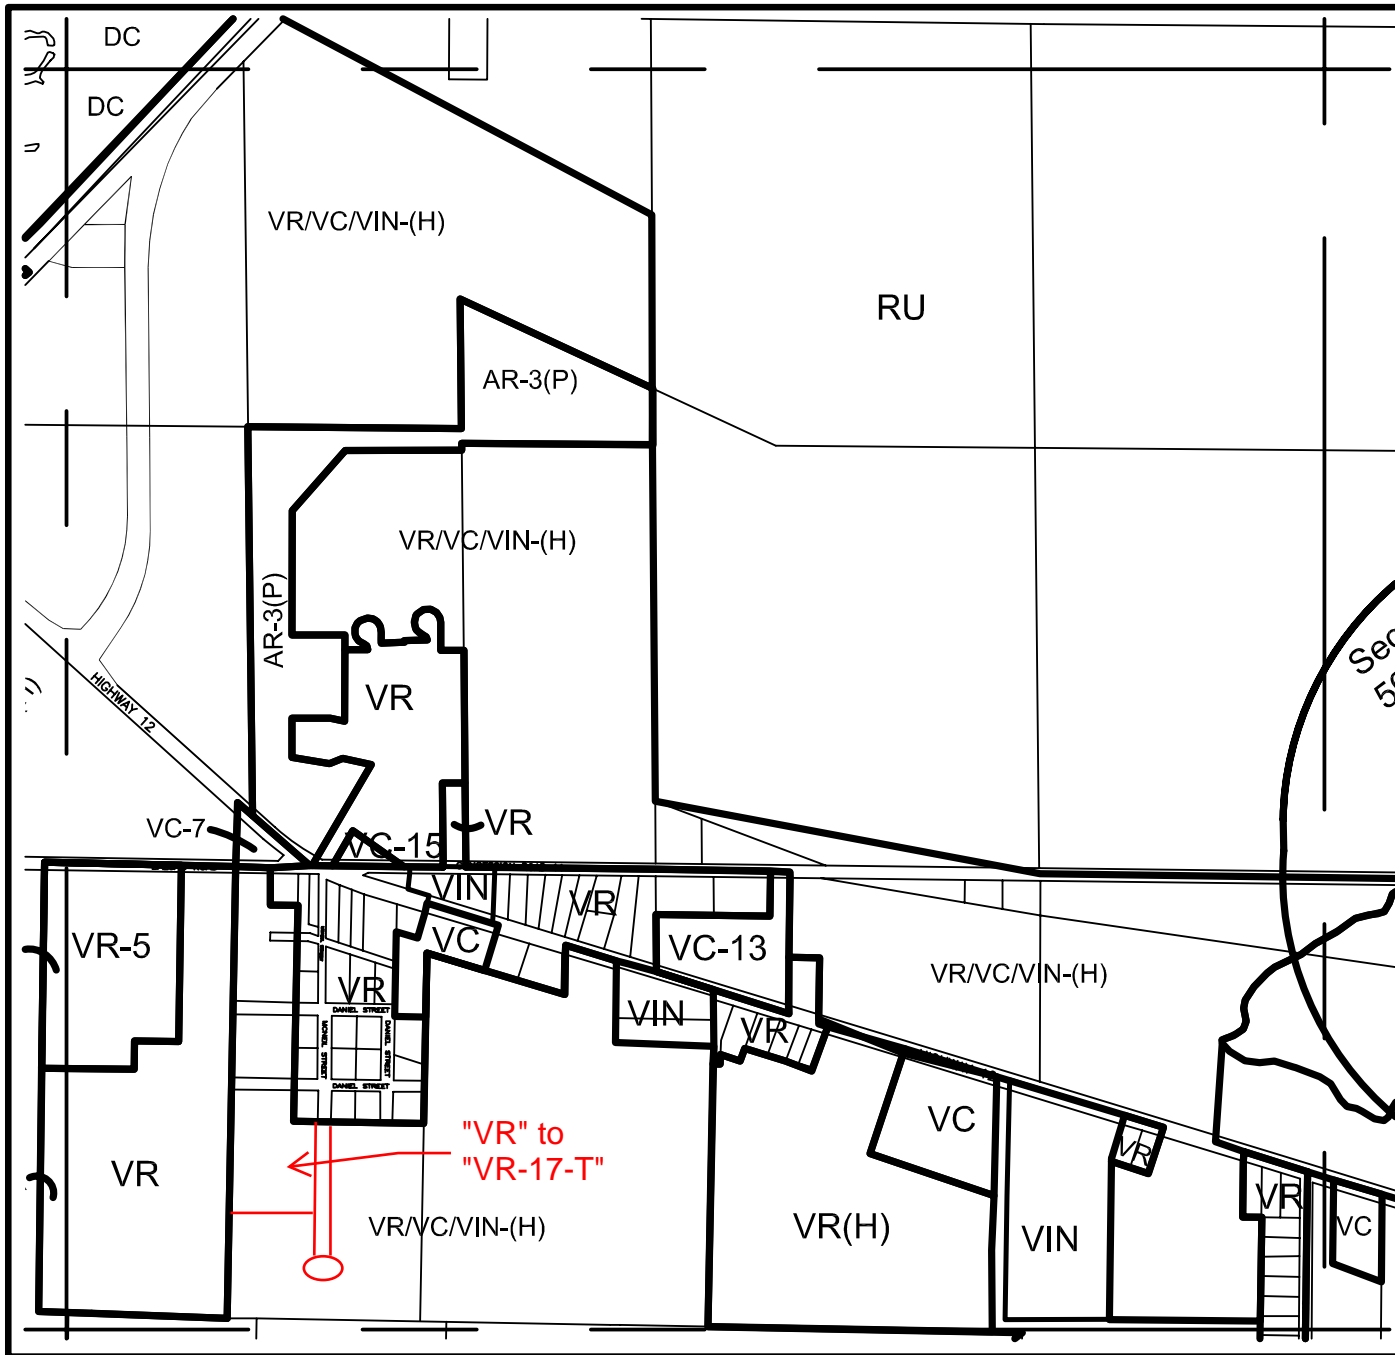 DC
DC
VR/VC/VIN-(H)
RU
AR-3(P)
VR/VC/VIN-(H)
AR-3(P)
HIGHWAY 12
VR
VC-7
VC-15
VR
VIN
VR
VR-5
VC
VC-13
VR/VC/VIN-(H)
VR
DANIEL STREET
MCNEIL STREET
DANIEL STREET
DANIEL STREET
VIN
VR
VC
"VR" to
"VR-17-T"
VR
VR
VR
VR/VC/VIN-(H)
VR(H)
VIN
VC